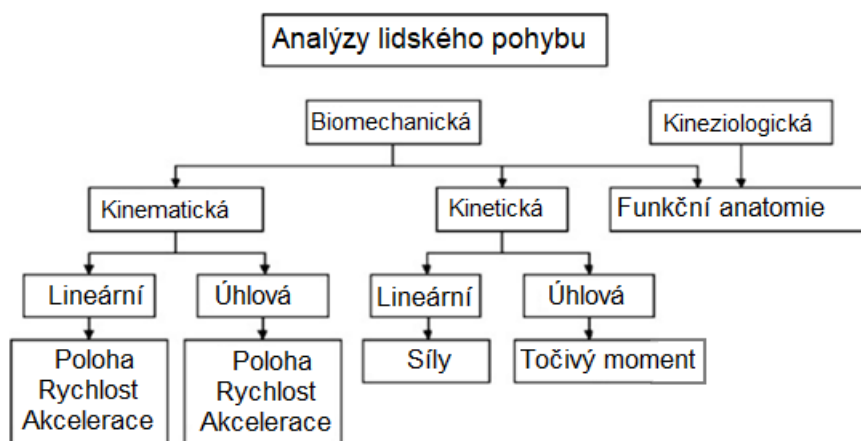 Analýzy lidského pohybu
Biomechanická
Kineziologická
Kinematická
Kinetická
Funkční anatomie
Lineární
Úhlová
Lineární
Úhlová
Poloha
Rychlost
Akcelerace
Poloha
Rychlost
Akcelerace
Síly
Točivý moment